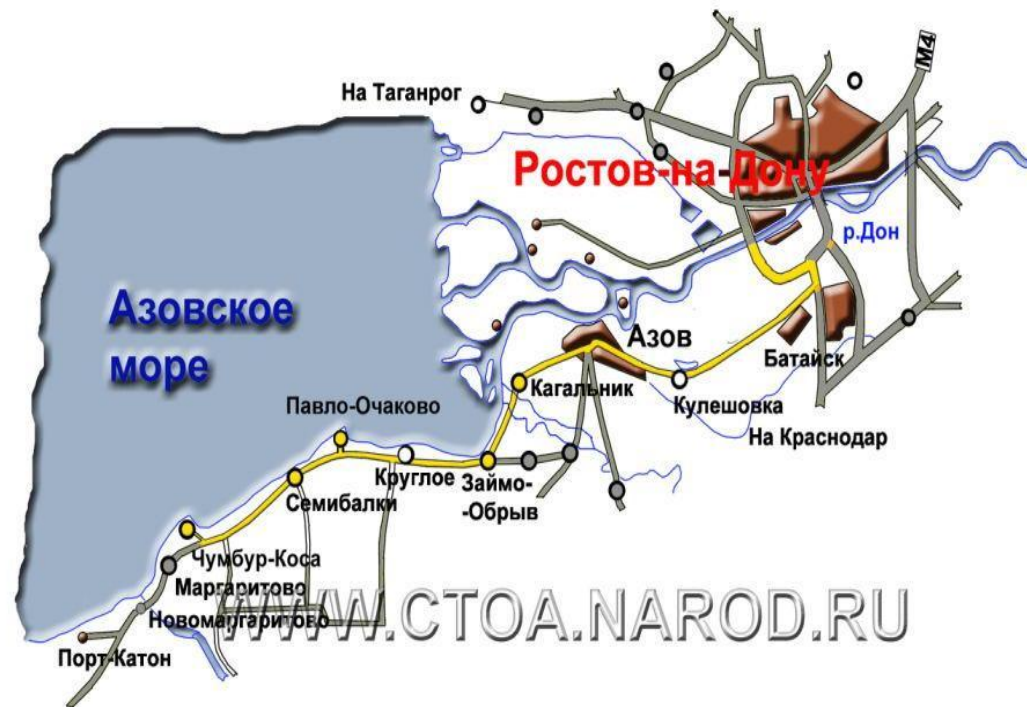 М4
На Таганрог
Ростов-на-Дону
р.Дон
Азовское
море
Азов
Батайск
Кагальник
Кулешовка
Павло-Очаково
На Краснодар
Круглое
Займо-
-Обрыв
Семибалки
Чумбур-Коса
Маргаритово
Новомаргаритово
WWW.CTOA.NAROD.RU
Порт-Катон